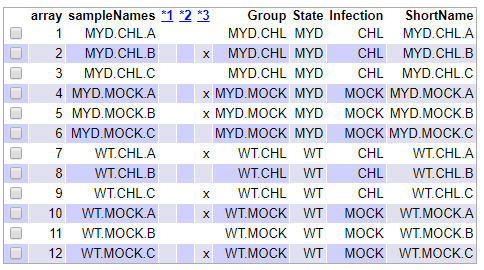 array sampleNames *1 *2 *3 Group State Infection ShortName
1 MYD.CHL.A MYD.CHL MYD CHL MYD.CHL.A
2 MYD.CHL.B x MYD.CHL MYD CHL MYD.CHL.B
3 MYD.CHL.C MYD.CHL MYD CHL MYD.CHL.C
4 MYD.MOCK.A x MYD.MOCK MYD MOCK MYD.MOCK.A
5 MYD.MOCK.B x MYD.MOCK MYD MOCK MYD.MOCK.B
6 MYD.MOCK.C MYD.MOCK MYD MOCK MYD.MOCK.C
7 WT.CHL.A x WT.CHL WT CHL WT.CHL.A
8 WT.CHL.B WT.CHL WT CHL WT.CHL.B
9 WT.CHL.C x WT.CHL WT CHL WT.CHL.C
10 WT.MOCK.A x WT.MOCK WT MOCK WT.MOCK.A
11 WT.MOCK.B WT.MOCK WT MOCK WT.MOCK.B
12 WT.MOCK.C x WT.MOCK WT MOCK WT.MOCK.C